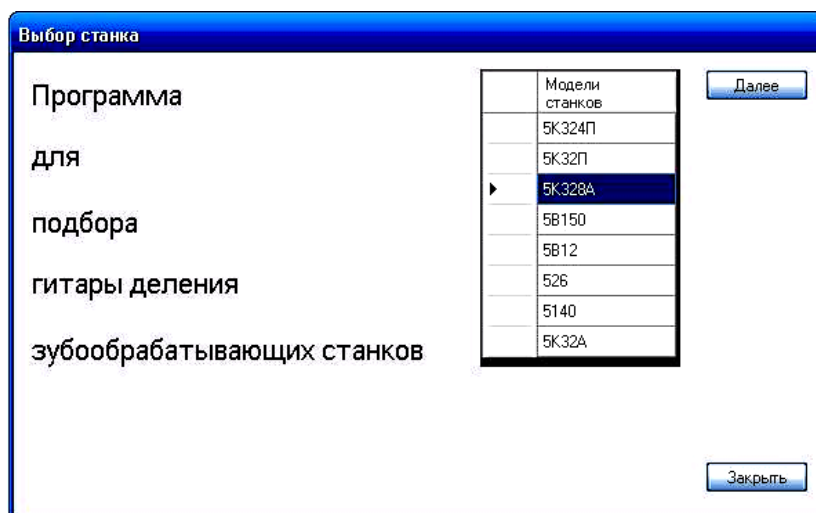 Выбор станка
Программа
для
подбора
гитары деления
зубообрабатывающих станков
Модели
станков
5К324П
5К32П
5К328А
5В150
5В12
526
5140
5К32А
Далее
Закрыть